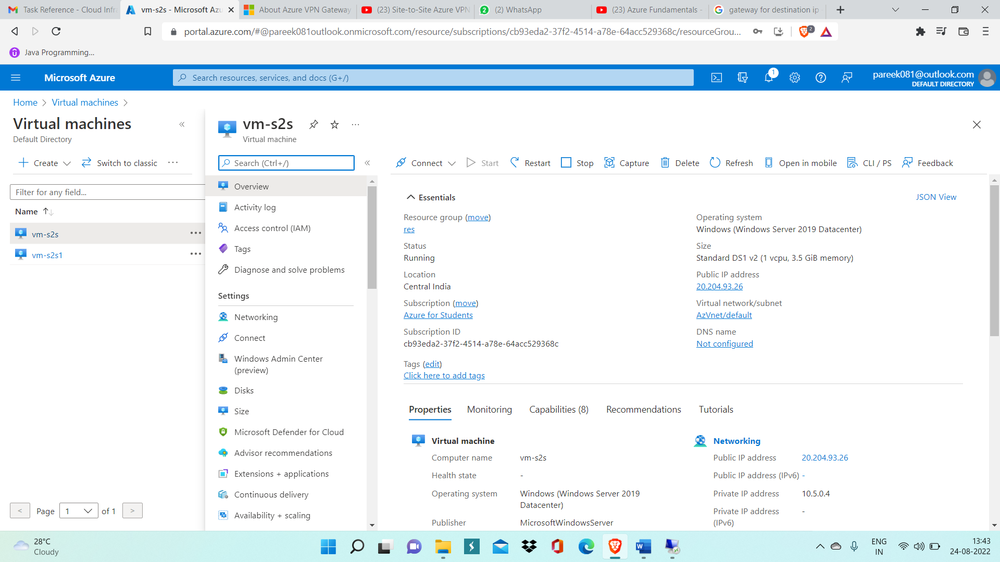 Task Reference - Cloud Infra
vm-s2s - Microsoft Azu
About Azure VPN Gateway
(23) Site-to-Site Azure VPN
(2) WhatsApp
(23) Azure Fundamentals -
gateway for destination ip
portal.azure.com/#@pareek081outlook.onmicrosoft.com/resource/subscriptions/cb93eda2-37f2-4514-a78e-64acc529368c/resourceGrou...
2
Java Programming...
Microsoft Azure
Search resources, services, and docs (G+/)
1
pareek081@outlook.com
DEFAULT DIRECTORY
Home > Virtual machines >
Virtual machines
Default Directory
Create
Switch to classic
Filter for any field...
Name
vm-s2s
vm-s2s1
< Page 1 of 1 >
vm-s2s
Virtual machine
Search (Ctrl+/)
Overview
Activity log
Access control (IAM)
Tags
Diagnose and solve problems
Settings
Networking
Connect
Windows Admin Center
(preview)
Disks
Size
Microsoft Defender for Cloud
Advisor recommendations
Extensions + applications
Continuous delivery
Availability + scaling
Connect
Start
Restart
Stop
Capture
Delete
Refresh
Open in mobile
CLI / PS
Feedback
Essentials
JSON View
Resource group (move)
res
Status
Running
Location
Central India
Subscription (move)
Azure for Students
Subscription ID
cb93eda2-37f2-4514-a78e-64acc529368c
Tags (edit)
Click here to add tags
Operating system
Windows (Windows Server 2019 Datacenter)
Size
Standard DS1 v2 (1 vcpu, 3.5 GiB memory)
Public IP address
20.204.93.26
Virtual network/subnet
AzVnet/default
DNS name
Not configured
Properties
Monitoring
Capabilities (8)
Recommendations
Tutorials
Virtual machine
Computer name vm-s2s
Health state -
Operating system Windows (Windows Server 2019
Datacenter)
Publisher MicrosoftWindowsServer
Networking
Public IP address 20.204.93.26
Public IP address (IPv6) -
Private IP address 10.5.0.4
Private IP address -
(IPv6)
28°C
Cloudy
ENG
IN
13:43
24-08-2022